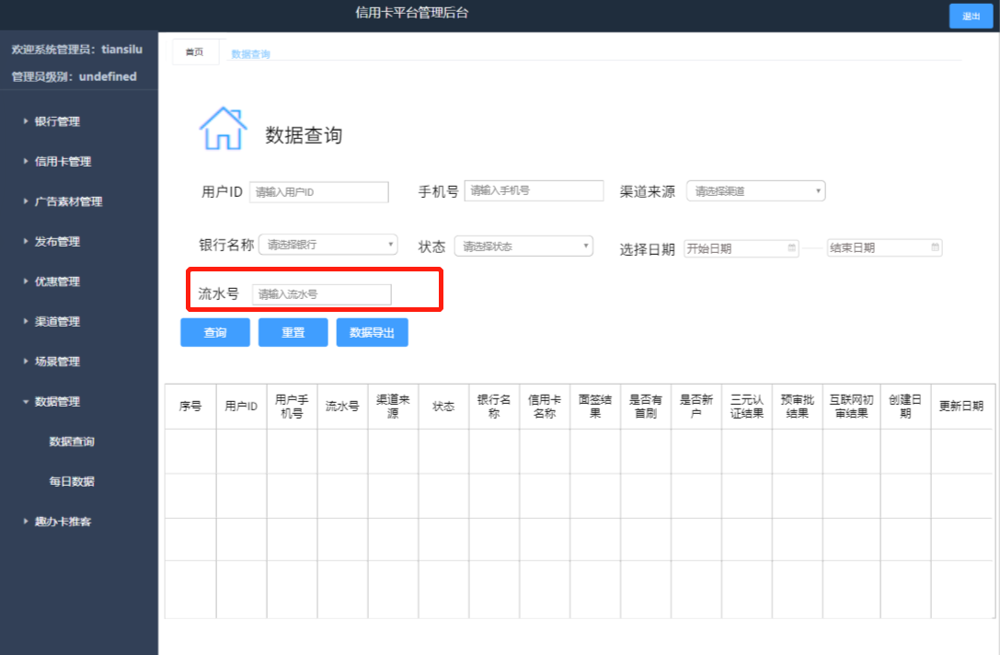 信用卡平台管理后台
退出
欢迎系统管理员：tiansilu
管理员级别：undefined
银行管理
信用卡管理
广告素材管理
发布管理
优惠管理
渠道管理
场景管理
数据管理
数据查询
每日数据
趣办卡推客
首页
数据查询
数据查询
用户ID 请输入用户ID 手机号 请输入手机号 渠道来源 请选择渠道
银行名称 请选择银行 状态 请选择状态 选择日期 开始日期 结束日期
流水号 请输入流水号
查询 重置 数据导出
序号 用户ID 用户手机号 流水号 渠道来源 状态 银行名称 信用卡名称 面签结果 是否有首刷 是否新户 三元认证结果 预审批结果 互联网初审结果 创建日期 更新日期